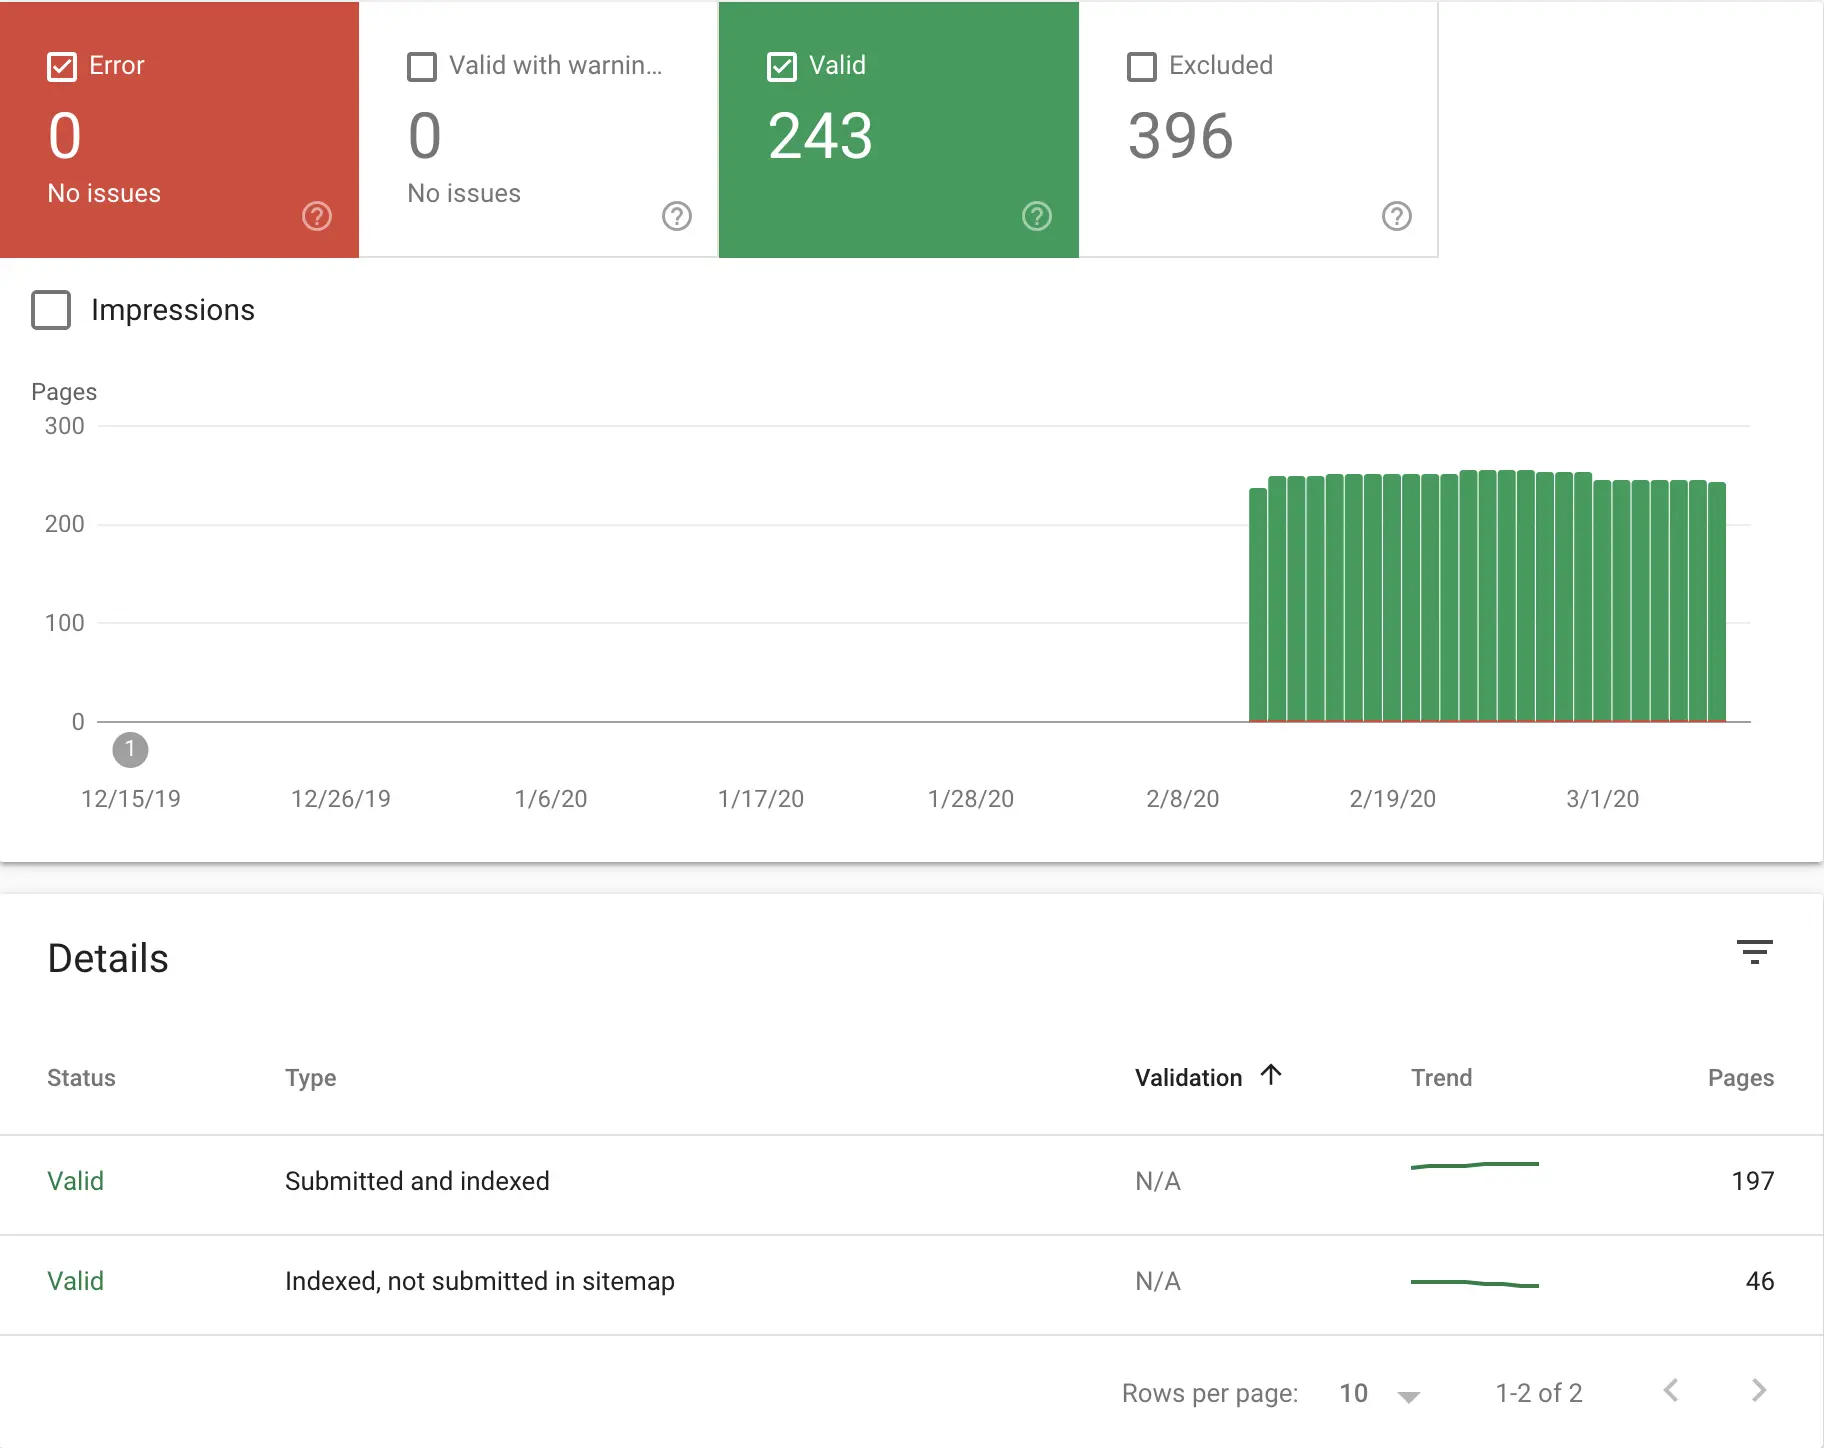 Error
Valid with warnin...
Valid
Excluded
0
0
243
396
No issues
No issues
Impressions
Pages
300
200
100
0
1
12/15/19
12/26/19
1/6/20
1/17/20
1/28/20
2/8/20
2/19/20
3/1/20
Details
Status
Type
Validation
Trend
Pages
Valid
Submitted and indexed
N/A
197
Valid
Indexed, not submitted in sitemap
N/A
46
Rows per page:
10
1-2 of 2